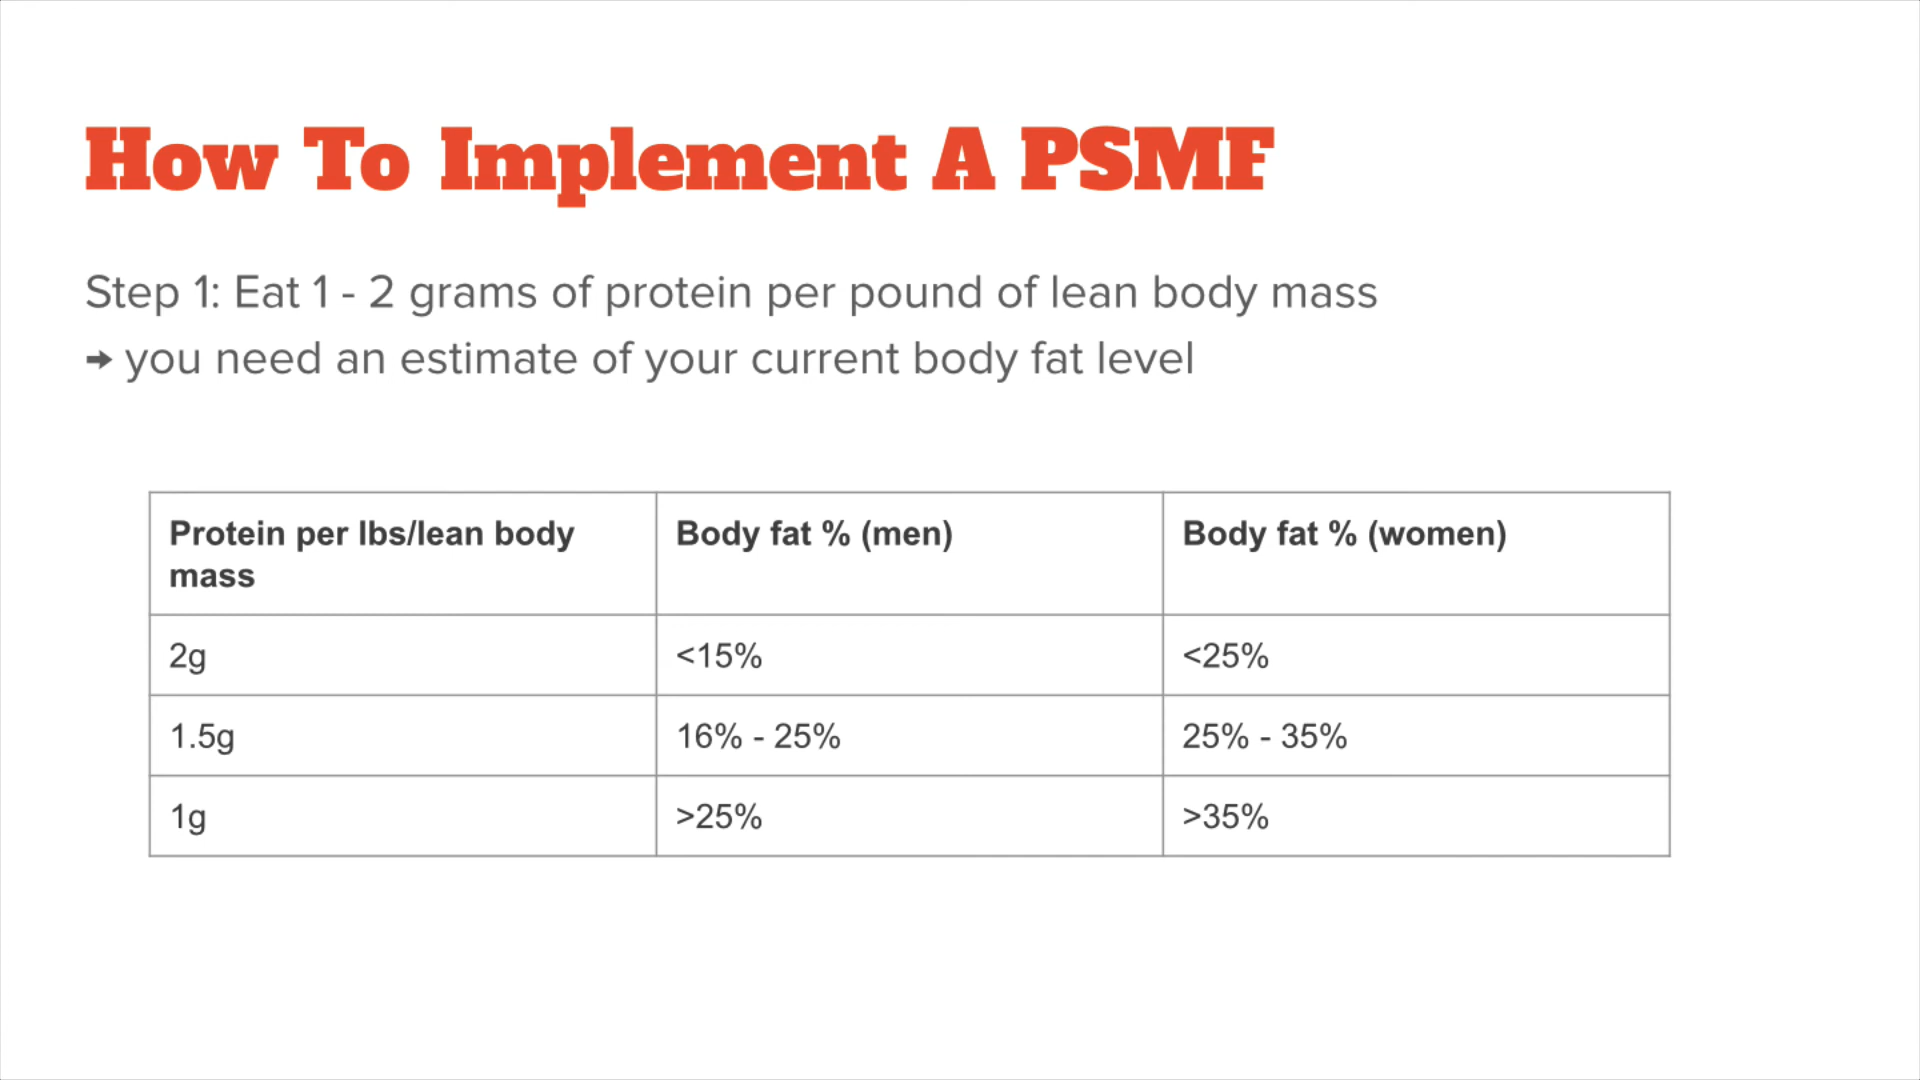 How To Implement A PSMF
Step 1: Eat 1 - 2 grams of protein per pound of lean body mass
➜ you need an estimate of your current body fat level
Protein per lbs/lean body
mass
Body fat % (men)
Body fat % (women)
2g
<15%
<25%
1.5g
16% - 25%
25% - 35%
1g
>25%
>35%